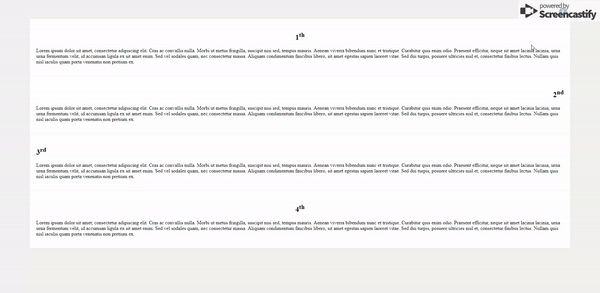 powered by
Screencastify
1th
Lorem ipsum dolor sit amet, consectetur adipiscing elit. Cras ac convallis nulla. Morbi ut metus fringilla, suscipit nisi sed, tempus mauris. Aenean viverra bibendum nunc et tristique. Curabitur quis enim odio. Praesent efficitur, neque sit amet lacinia lacinia, urna
urna fermentum velit, id accumsan ligula ex sit amet enim. Sed vel sodales quam, nec consectetur massa. Aliquam condimentum faucibus libero, sit amet egestas sapien laoreet vitae. Sed dui turpis, posuere ultricies nisl et, consectetur finibus lectus. Nullam quis
nisl iaculis quam porta venenatis non pretium ex.
2nd
Lorem ipsum dolor sit amet, consectetur adipiscing elit. Cras ac convallis nulla. Morbi ut metus fringilla, suscipit nisi sed, tempus mauris. Aenean viverra bibendum nunc et tristique. Curabitur quis enim odio. Praesent efficitur, neque sit amet lacinia lacinia, urna
urna fermentum velit, id accumsan ligula ex sit amet enim. Sed vel sodales quam, nec consectetur massa. Aliquam condimentum faucibus libero, sit amet egestas sapien laoreet vitae. Sed dui turpis, posuere ultricies nisl et, consectetur finibus lectus. Nullam quis
nisl iaculis quam porta venenatis non pretium ex.
3rd
Lorem ipsum dolor sit amet, consectetur adipiscing elit. Cras ac convallis nulla. Morbi ut metus fringilla, suscipit nisi sed, tempus mauris. Aenean viverra bibendum nunc et tristique. Curabitur quis enim odio. Praesent efficitur, neque sit amet lacinia lacinia, urna
urna fermentum velit, id accumsan ligula ex sit amet enim. Sed vel sodales quam, nec consectetur massa. Aliquam condimentum faucibus libero, sit amet egestas sapien laoreet vitae. Sed dui turpis, posuere ultricies nisl et, consectetur finibus lectus. Nullam quis
nisl iaculis quam porta venenatis non pretium ex.
4th
Lorem ipsum dolor sit amet, consectetur adipiscing elit. Cras ac convallis nulla. Morbi ut metus fringilla, suscipit nisi sed, tempus mauris. Aenean viverra bibendum nunc et tristique. Curabitur quis enim odio. Praesent efficitur, neque sit amet lacinia lacinia, urna
urna fermentum velit, id accumsan ligula ex sit amet enim. Sed vel sodales quam, nec consectetur massa. Aliquam condimentum faucibus libero, sit amet egestas sapien laoreet vitae. Sed dui turpis, posuere ultricies nisl et, consectetur finibus lectus. Nullam quis
nisl iaculis quam porta venenatis non pretium ex.